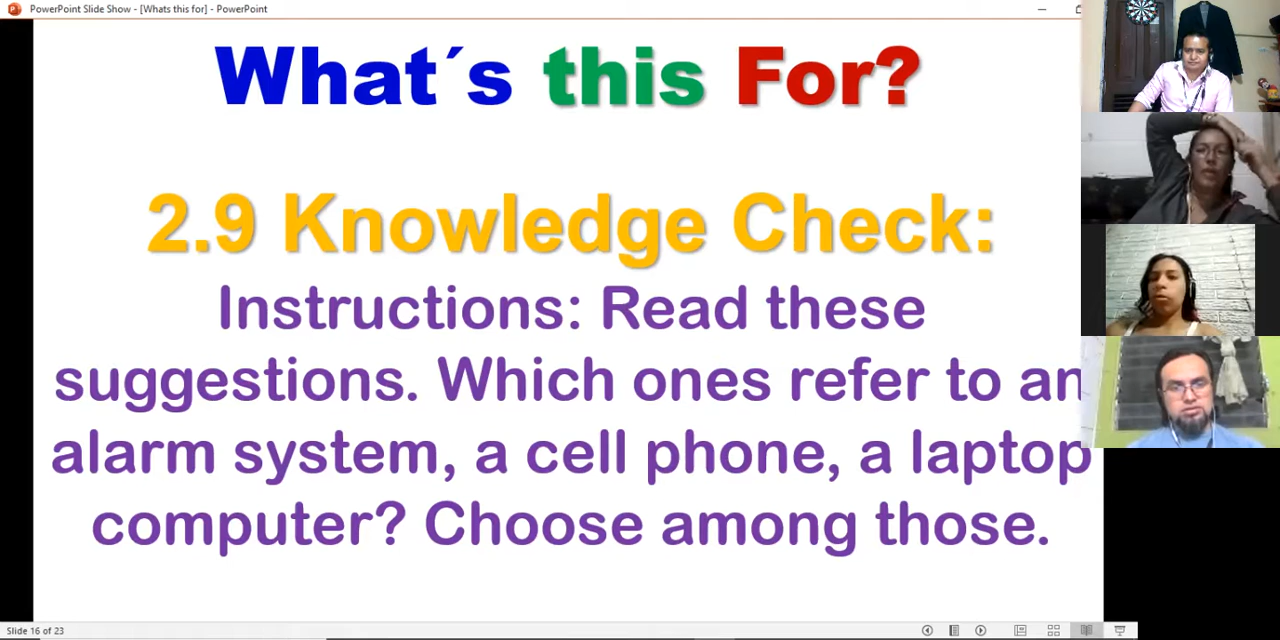 PowerPoint Slide Show - [Whats this for] - PowerPoint
What´s this For?
2.9 Knowledge Check:
Instructions: Read these
suggestions. Which ones refer to an
alarm system, a cell phone, a laptop
computer? Choose among those.
Slide 16 of 23